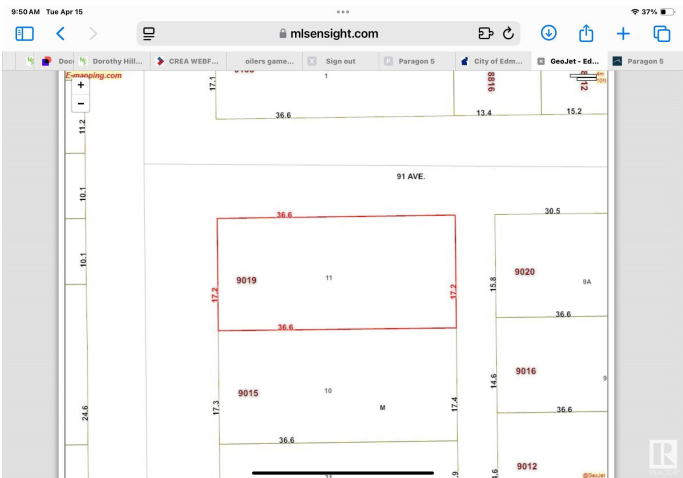 9:50 AM Tue Apr 15
37%
mlsensight.com
Doc
Dorothy Hill...
CREA WEBF...
oilers game...
Sign out
Paragon 5
City of Edm...
GeoJet - Ed...
Paragon 5
E-mapping.com
+
−
17.1
1
8816
36.6
13.4
15.2
11.2
91 AVE.
10.1
36.6
30.5
10.1
9019
11
17.2
17.2
15.8
9020
9A
36.6
36.6
9015
10
M
17.3
17.4
14.6
9016
9
24.6
36.6
36.6
9012
©GeoJet